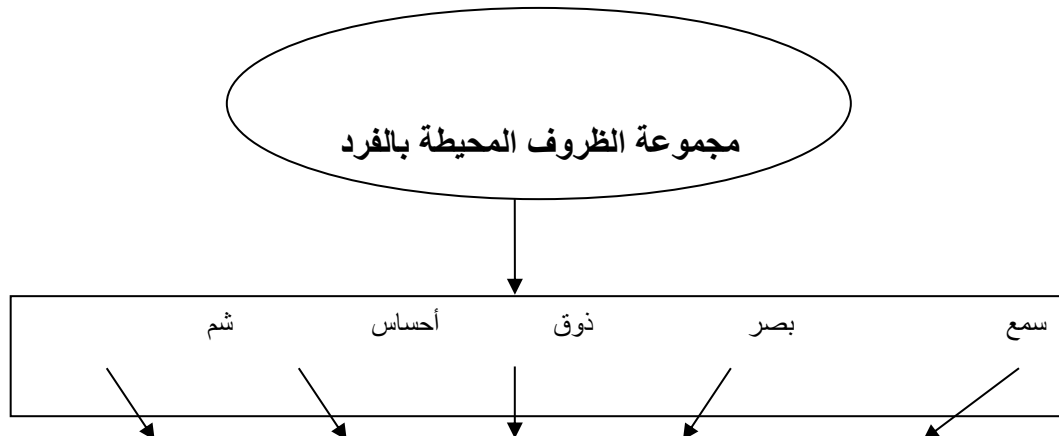 مجموعة الظروف المحيطة بالفرد
سمع بصر ذوق أحساس شم